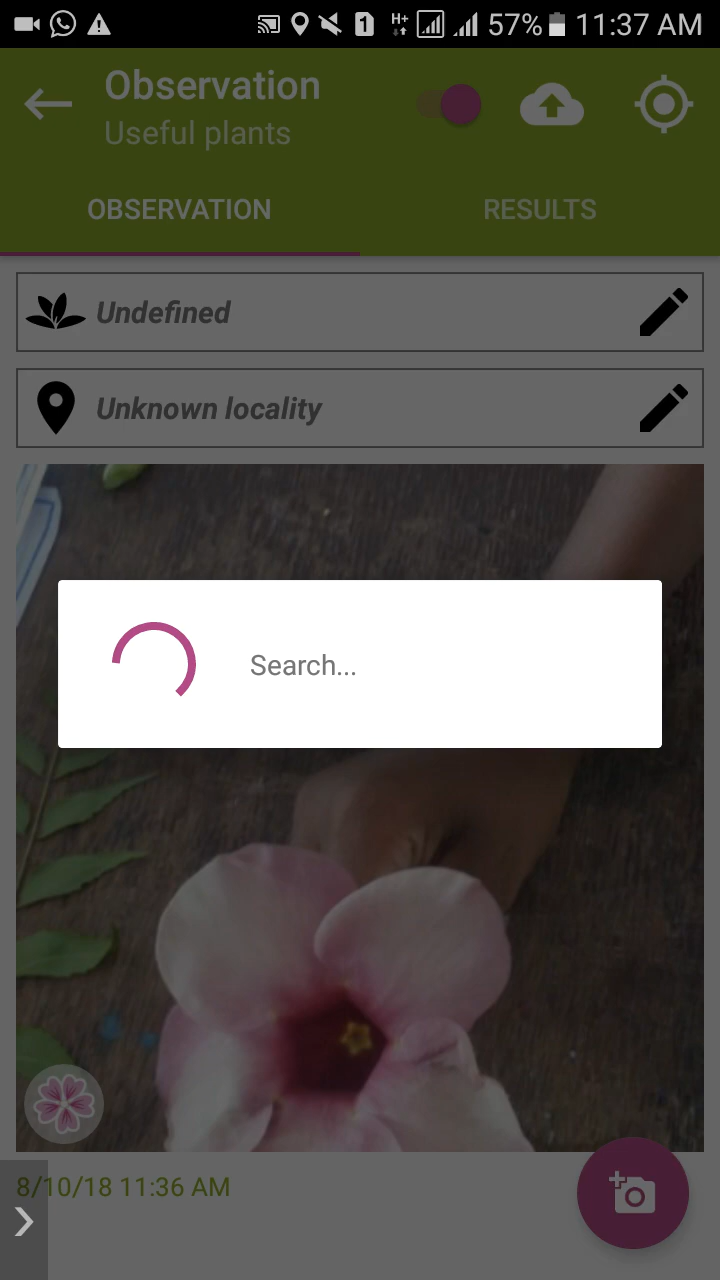 1 H+ 57% 11:37 AM
Observation
Useful plants
OBSERVATION
RESULTS
Undefined
Unknown locality
Search...
8/10/18 11:36 AM